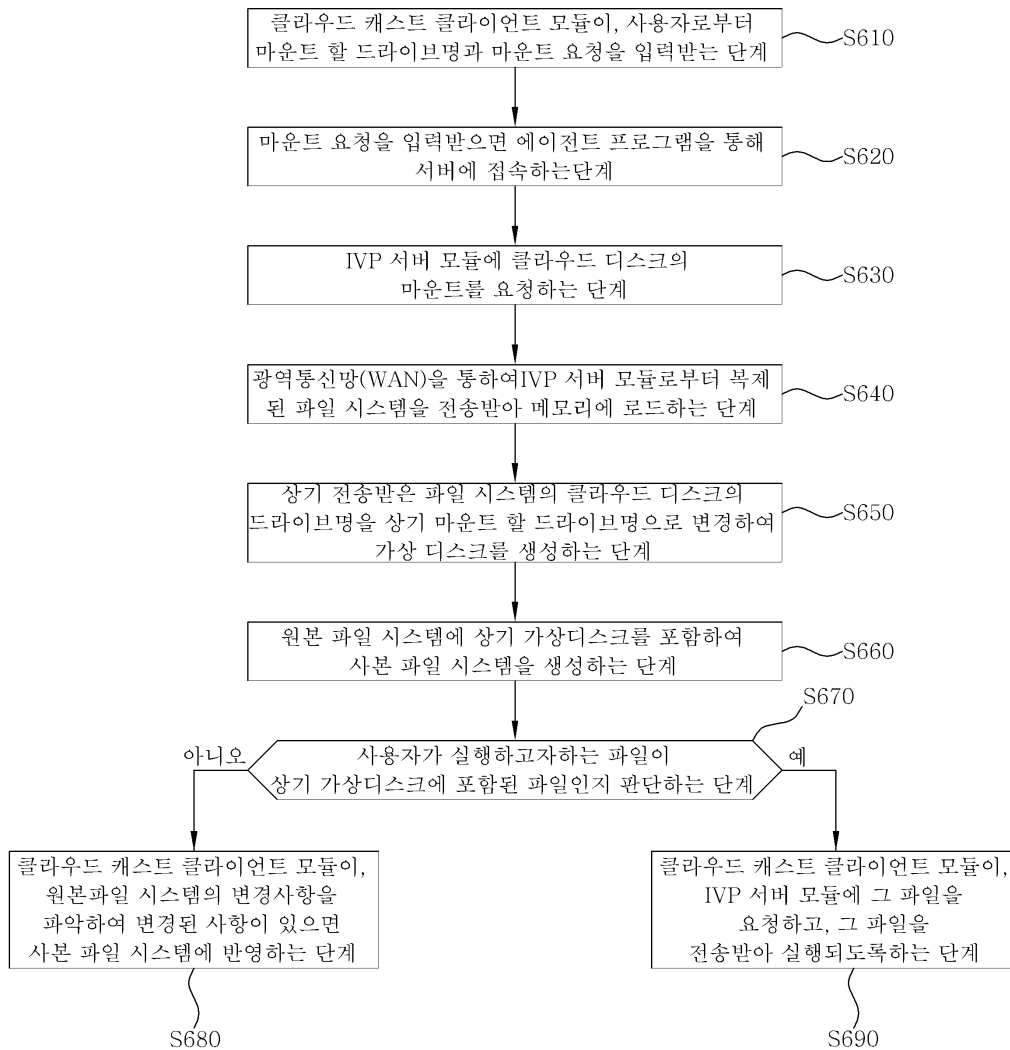 클라우드 캐스트 클라이언트 모듈이, 사용자로부터
마운트 할 드라이브명과 마운트 요청을 입력받는 단계
S610
마운트 요청을 입력받으면 에이전트 프로그램을 통해
서버에 접속하는단계
S620
IVP 서버 모듈에 클라우드 디스크의
마운트를 요청하는 단계
S630
광역통신망(WAN)을 통하여IVP 서버 모듈로부터 복제
된 파일 시스템을 전송받아 메모리에 로드하는 단계
S640
상기 전송받은 파일 시스템의 클라우드 디스크의
드라이브명을 상기 마운트 할 드라이브명으로 변경하여
가상 디스크를 생성하는 단계
S650
원본 파일 시스템에 상기 가상디스크를 포함하여
사본 파일 시스템을 생성하는 단계
S660
S670
아니오
사용자가 실행하고자하는 파일이
상기 가상디스크에 포함된 파일인지 판단하는 단계
예
클라우드 캐스트 클라이언트 모듈이,
원본파일 시스템의 변경사항을
파악하여 변경된 사항이 있으면
사본 파일 시스템에 반영하는 단계
S680
클라우드 캐스트 클라이언트 모듈이,
IVP 서버 모듈에 그 파일을
요청하고, 그 파일을
전송받아 실행되도록하는 단계
S690